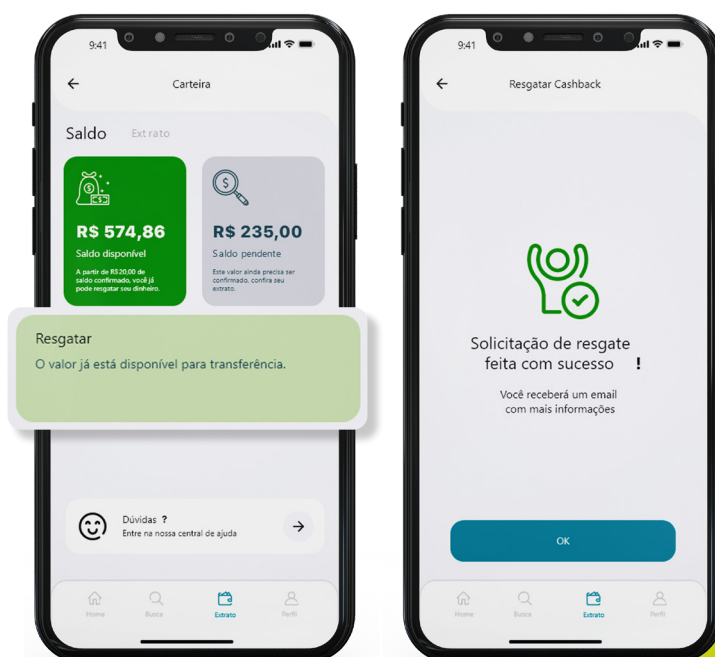 9:41
Carteira
Saldo Extrato
R$ 574,86
Saldo disponível
A partir de R$20,00 de
saldo confirmado, você já
pode resgatar seu dinheiro.
R$ 235,00
Saldo pendente
Este valor ainda precisa ser
confirmado, confira seu
extrato.
Resgatar
O valor já está disponível para transferência.
Dúvidas ?
Entre na nossa central de ajuda
Home Busca Extrato Perfil
9:41
Resgatar Cashback
Solicitação de resgate
feita com sucesso !
Você receberá um email
com mais informações
OK
Home Busca Extrato Perfil